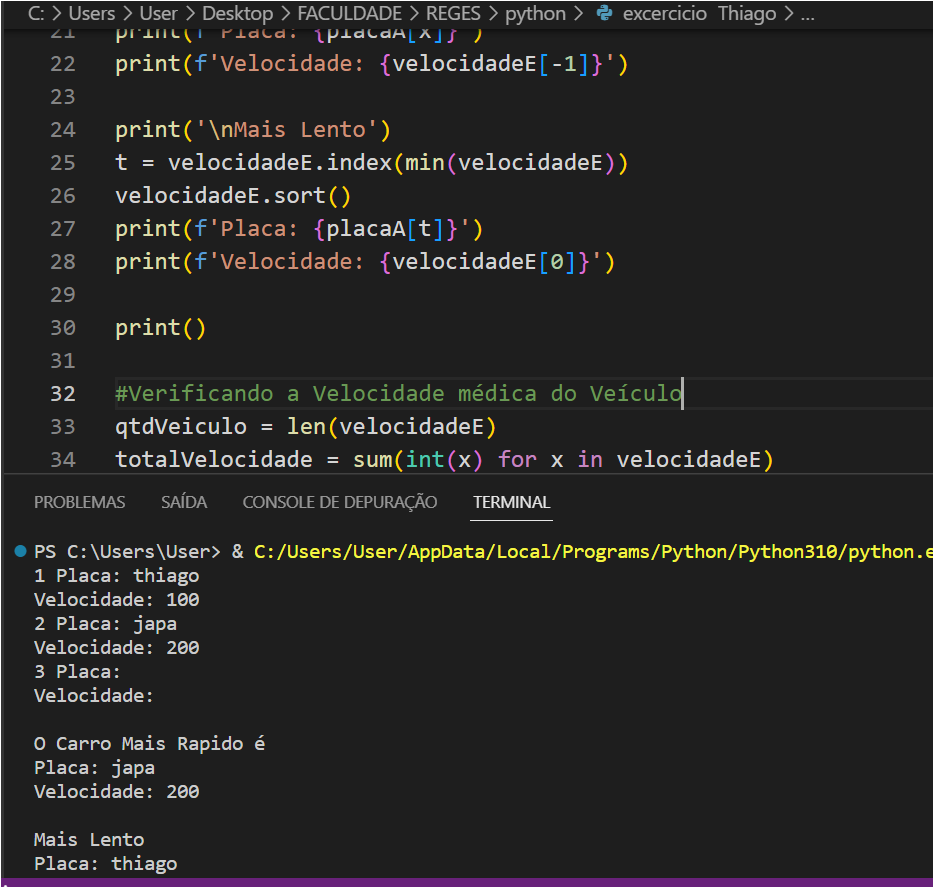 C: > Users > User > Desktop > FACULDADE > REGES > python > excercicio Thiago > ...
21 print(f'Placa: {placaA[x]}')
22 print(f'Velocidade: {velocidadeE[-1]}')
23
24 print('\nMais Lento')
25 t = velocidadeE.index(min(velocidadeE))
26 velocidadeE.sort()
27 print(f'Placa: {placaA[t]}')
28 print(f'Velocidade: {velocidadeE[0]}')
29
30 print()
31
32 #Verificando a Velocidade médica do Veículo
33 qtdVeiculo = len(velocidadeE)
34 totalVelocidade = sum(int(x) for x in velocidadeE)
PROBLEMAS SAÍDA CONSOLE DE DEPURAÇÃO TERMINAL
PS C:\Users\User> & C:/Users/User/AppData/Local/Programs/Python/Python310/python.e
1 Placa: thiago
Velocidade: 100
2 Placa: japa
Velocidade: 200
3 Placa:
Velocidade:
O Carro Mais Rapido é
Placa: japa
Velocidade: 200
Mais Lento
Placa: thiago